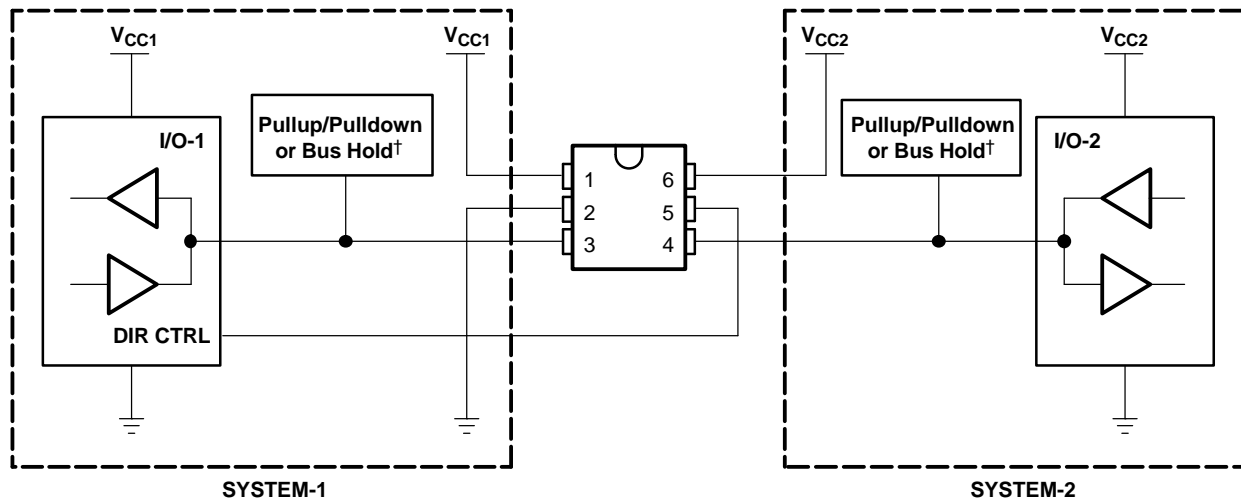 VCC1
VCC1
VCC2
VCC2
I/O-1
Pullup/Pulldown
or Bus Hold†
Pullup/Pulldown
or Bus Hold†
I/O-2
1 6
2 5
3 4
DIR CTRL
SYSTEM-1
SYSTEM-2